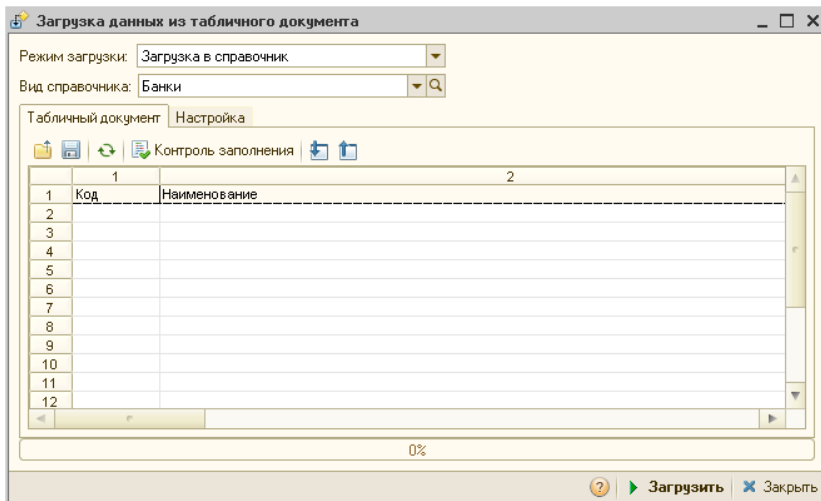 Загрузка данных из табличного документа
Режим загрузки: Загрузка в справочник
Вид справочника: Банки
Табличный документ Настройка
Контроль заполнения
1 2
1 Код Наименование
2
3
4
5
6
7
8
9
10
11
12
0%
? Загрузить Закрыть